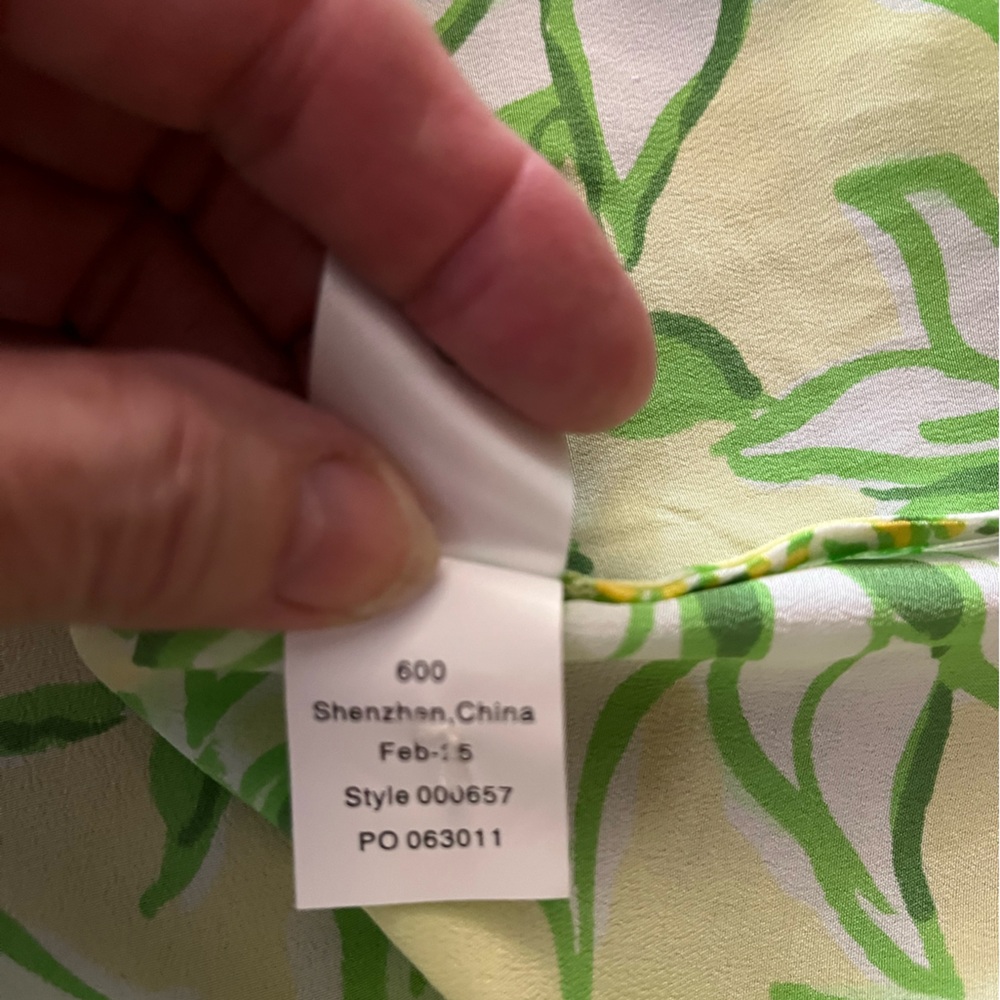 600
Shenzhen,China
Style 000657
PO 063011